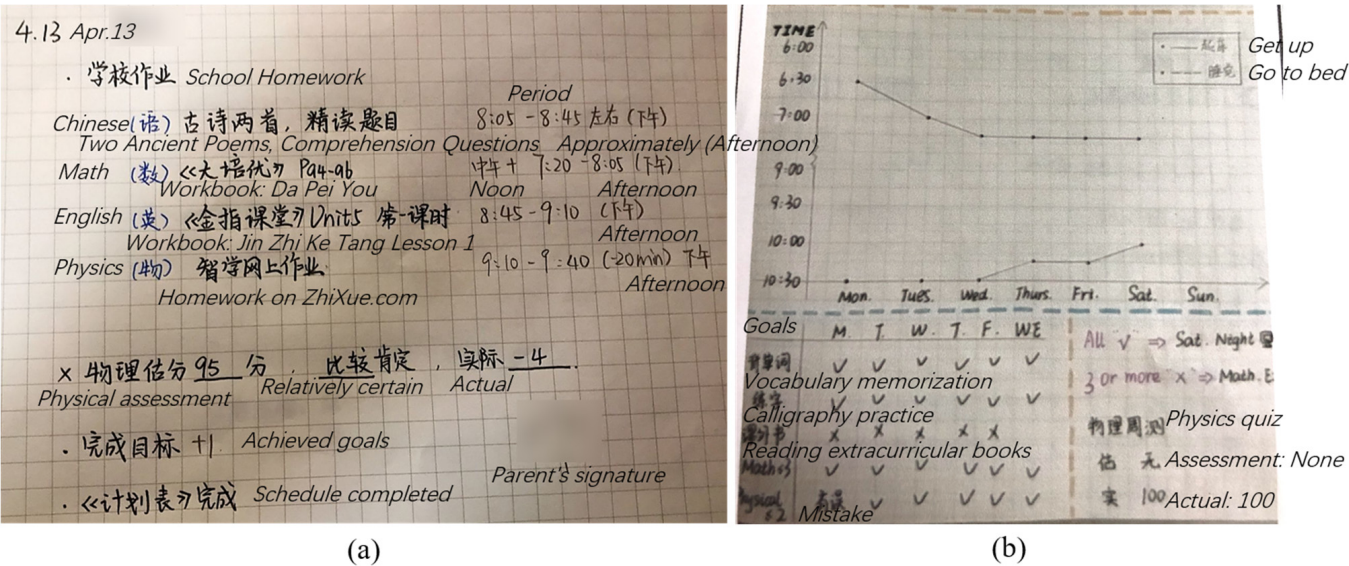 4.13 Apr.13
· 学校作业 School Homework
Period
Chinese(语) 古诗两首，精读题目 8:05-8:45 左右 (下午)
Two Ancient Poems, Comprehension Questions Approximately (Afternoon)
Math (数) 《大培优》 P94-96 中午+ 7:20-8:05 (下午)
Workbook: Da Pei You Noon Afternoon
English (英) 《金指课堂》Unit5 第一课时 8:45-9:10 (下午)
Workbook: Jin Zhi Ke Tang Lesson 1 Afternoon
Physics (物) 智学网上作业 9:10-9:40 (-20min) 下午
Homework on ZhiXue.com Afternoon
× 物理估分 95 分，比较肯定，实际 -4.
Physical assessment Relatively certain Actual
· 完成目标 +1 Achieved goals
Parent's signature
· 《计划表》完成 Schedule completed
(a)
TIME
6:00
6:30
7:00
9:00
9:30
10:00
10:30
起床 Get up
睡觉 Go to bed
Mon. Tues. Wed. Thurs. Fri. Sat. Sun.
Goals M. T. W. T. F. WE
背单词 ✓ ✓ ✓ ✓ ✓ ✓
Vocabulary memorization
练字 ✓ ✓ ✓ ✓ ✓ ✓
Calligraphy practice
课外书 × × × × ×
Reading extracurricular books
✓ ✓ ✓ ✓ ✓ ✓
✓ ✓ ✓ ✓ ✓
Mistake
All "✓" ⇒ Sat. Night
3 or more "×" ⇒ Math. E
物理周测 Physics quiz
估 无 Assessment: None
实 100 Actual: 100
(b)